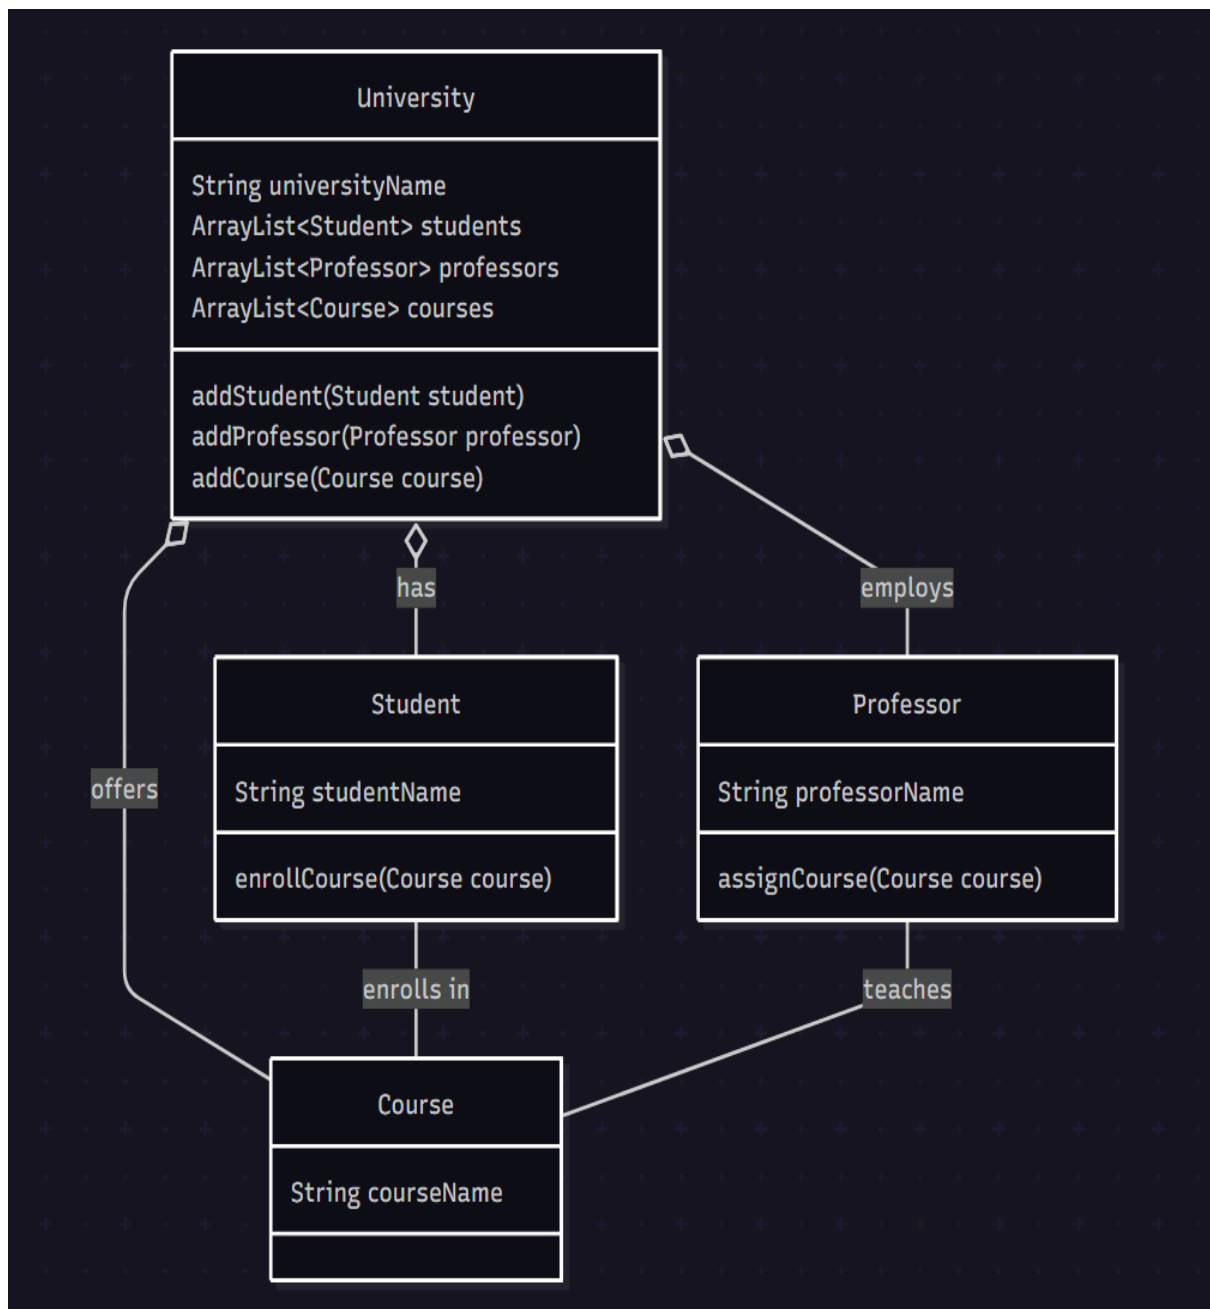 University
String universityName
ArrayList<Student> students
ArrayList<Professor> professors
ArrayList<Course> courses
addStudent(Student student)
addProfessor(Professor professor)
addCourse(Course course)
has
employs
Student
String studentName
enrollCourse(Course course)
Professor
String professorName
assignCourse(Course course)
offers
enrolls in
teaches
Course
String courseName